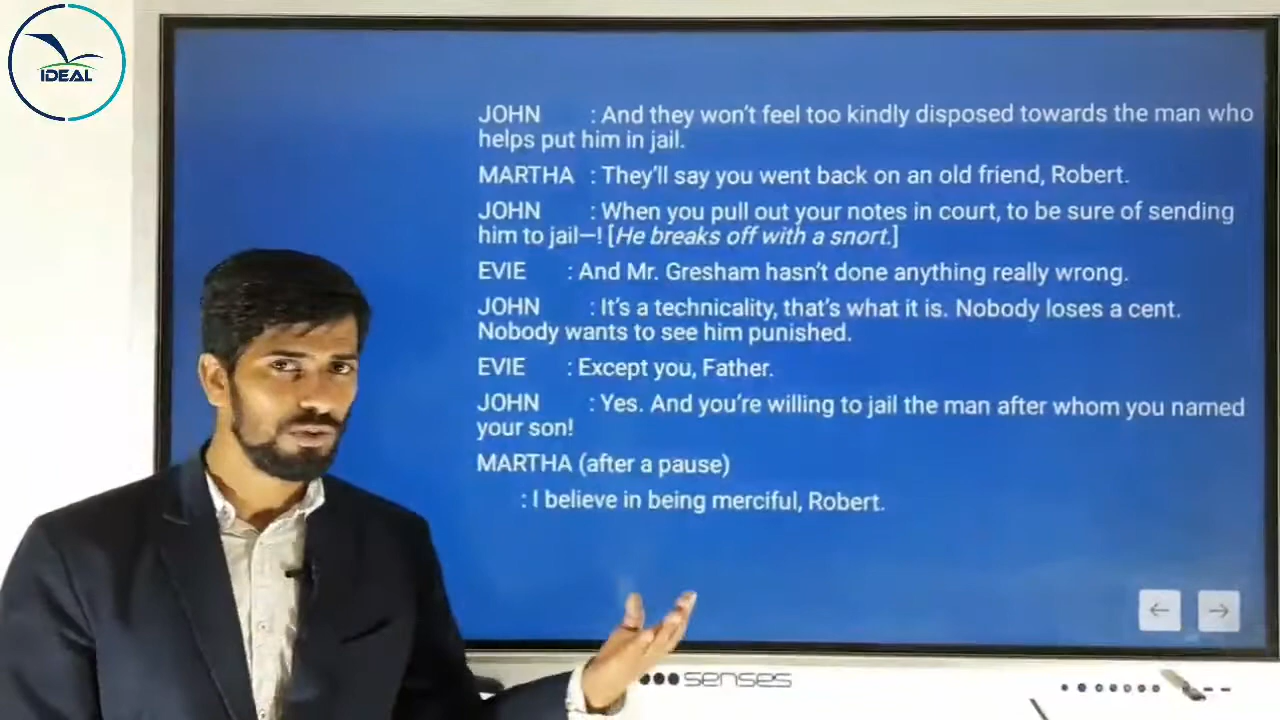 IDEAL
JOHN : And they won't feel too kindly disposed towards the man who
helps put him in jail.
MARTHA : They'll say you went back on an old friend, Robert.
JOHN : When you pull out your notes in court, to be sure of sending
him to jail—! [He breaks off with a snort.]
EVIE : And Mr. Gresham hasn't done anything really wrong.
JOHN : It's a technicality, that's what it is. Nobody loses a cent.
Nobody wants to see him punished.
EVIE : Except you, Father.
JOHN : Yes. And you're willing to jail the man after whom you named
your son!
MARTHA (after a pause)
: I believe in being merciful, Robert.
senses